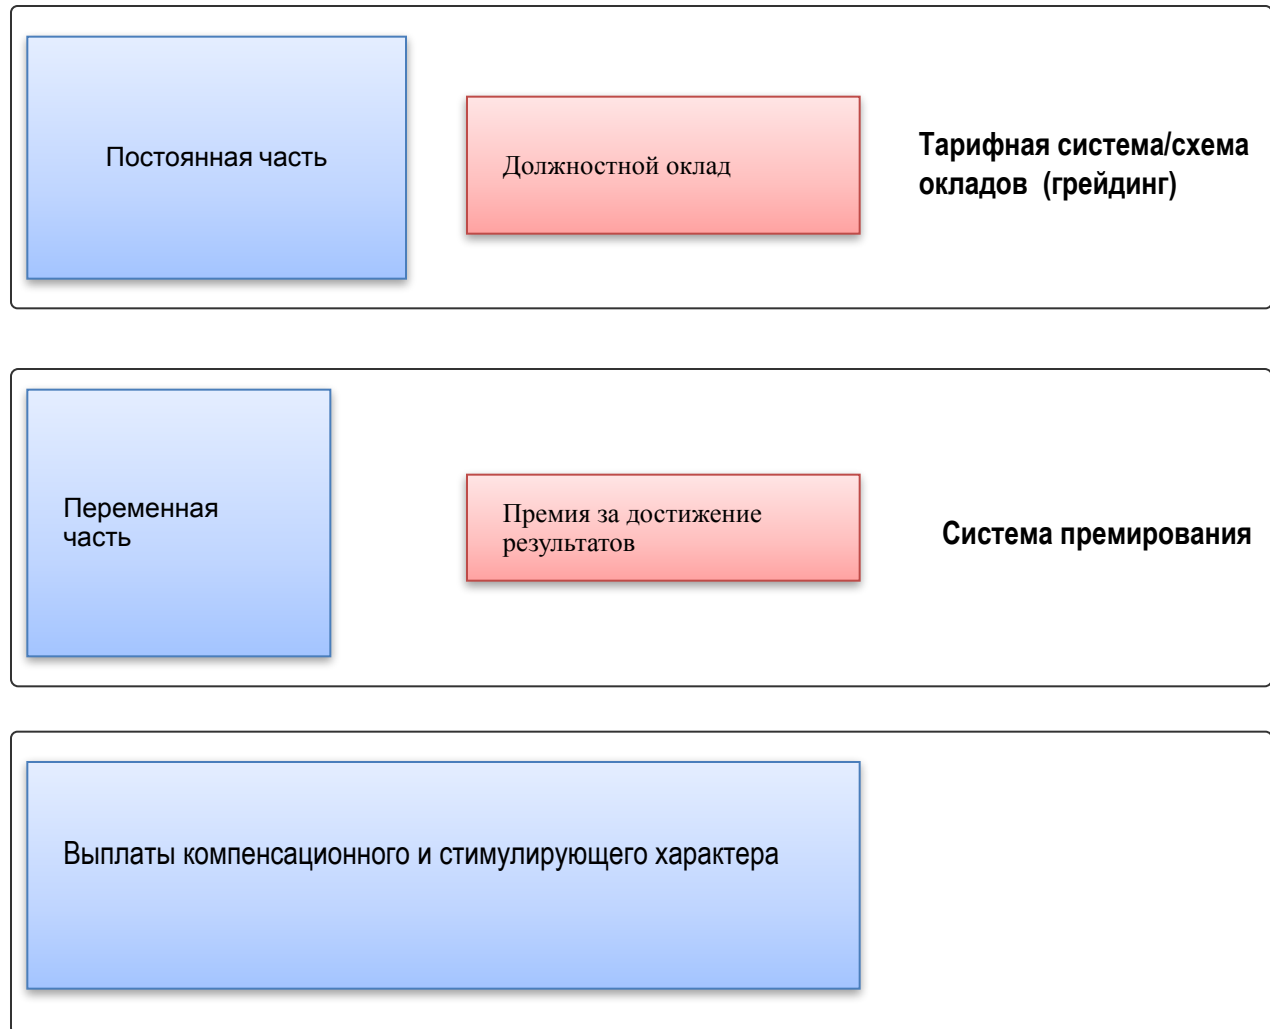 Постоянная часть
Должностной оклад
Тарифная система/схема
окладов (грейдинг)
Переменная
часть
Премия за достижение
результатов
Система премирования
Выплаты компенсационного и стимулирующего характера